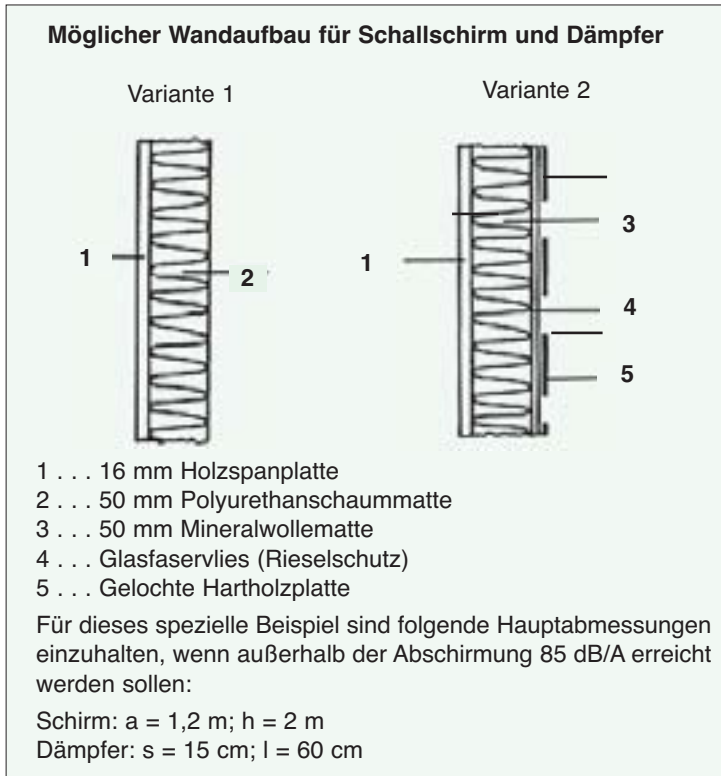 Möglicher Wandaufbau für Schallschirm und Dämpfer
Variante 1
Variante 2
1
2
1
3
4
5
1 . . . 16 mm Holzspanplatte
2 . . . 50 mm Polyurethanschaummatte
3 . . . 50 mm Mineralwollematte
4 . . . Glasfaservlies (Rieselschutz)
5 . . . Gelochte Hartholzplatte
Für dieses spezielle Beispiel sind folgende Hauptabmessungen
einzuhalten, wenn außerhalb der Abschirmung 85 dB/A erreicht
werden sollen:
Schirm: a = 1,2 m; h = 2 m
Dämpfer: s = 15 cm; l = 60 cm